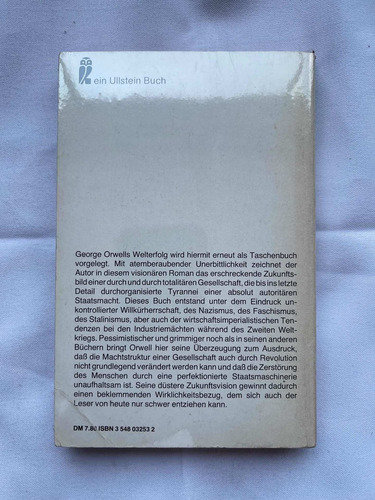 ein Ullstein Buch
George Orwells Welterfolg wird hiermit erneut als Taschenbuch
vorgelegt. Mit atemberaubender Unerbittlichkeit zeichnet der
Autor in diesem visionären Roman das erschreckende Zukunfts-
bild einer durch und durch totalitären Gesellschaft, die bis ins letzte
Detail durchorganisierte Tyrannei einer absolut autoritären
Staatsmacht. Dieses Buch entstand unter dem Eindruck un-
kontrollierter Willkürherrschaft, des Nazismus, des Faschismus,
des Stalinismus, aber auch der wirtschaftsimperialistischen Ten-
denzen bei den Industriemächten während des Zweiten Welt-
kriegs. Pessimistischer und grimmiger noch als in seinen anderen
Büchern bringt Orwell hier seine Überzeugung zum Ausdruck,
daß die Machtstruktur einer Gesellschaft auch durch Revolution
nicht grundlegend verändert werden kann und daß die Zerstörung
des Menschen durch eine perfektionierte Staatsmaschinerie
unaufhaltsam ist. Seine düstere Zukunftsvision gewinnt dadurch
einen beklemmenden Wirklichkeitsbezug, dem sich auch der
Leser von heute nur schwer entziehen kann.
DM 7.80 ISBN 3 548 03253 2